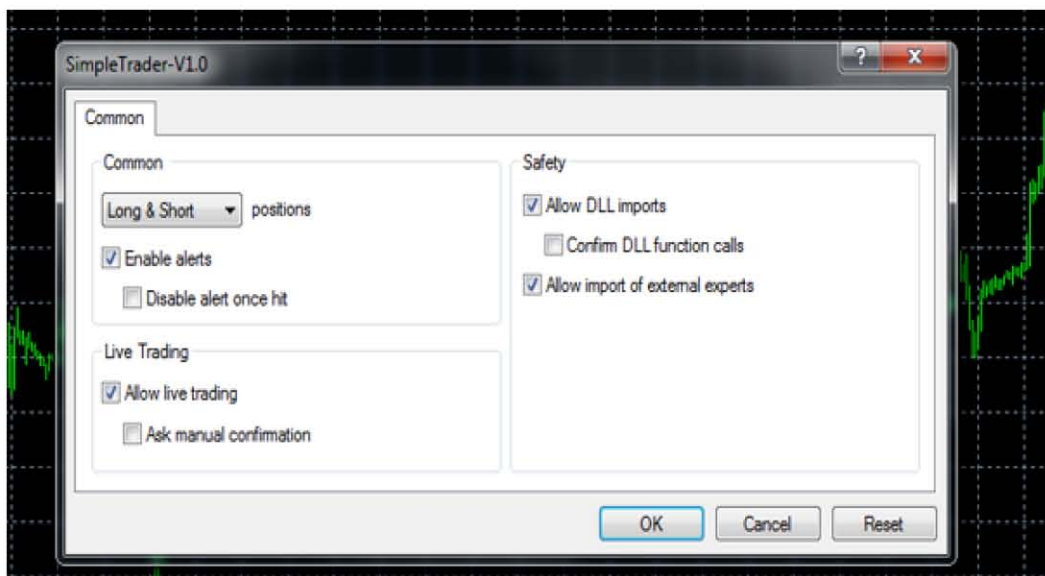 SimpleTrader-V1.0
?
X
Common
Common
Long & Short
positions
Enable alerts
Disable alert once hit
Live Trading
Allow live trading
Ask manual confirmation
Safety
Allow DLL imports
Confirm DLL function calls
Allow import of external experts
OK
Cancel
Reset